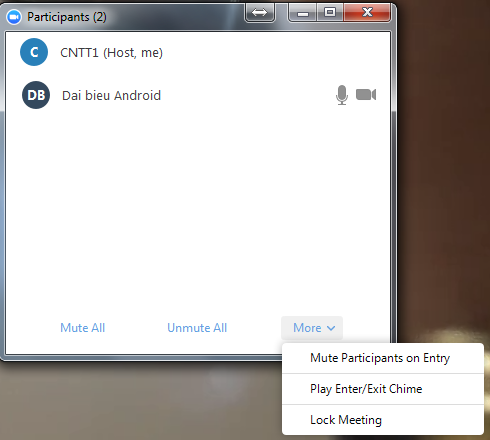 Participants (2)
C CNTT1 (Host, me)
DB Dai bieu Android
Mute All Unmute All More
Mute Participants on Entry
Play Enter/Exit Chime
Lock Meeting